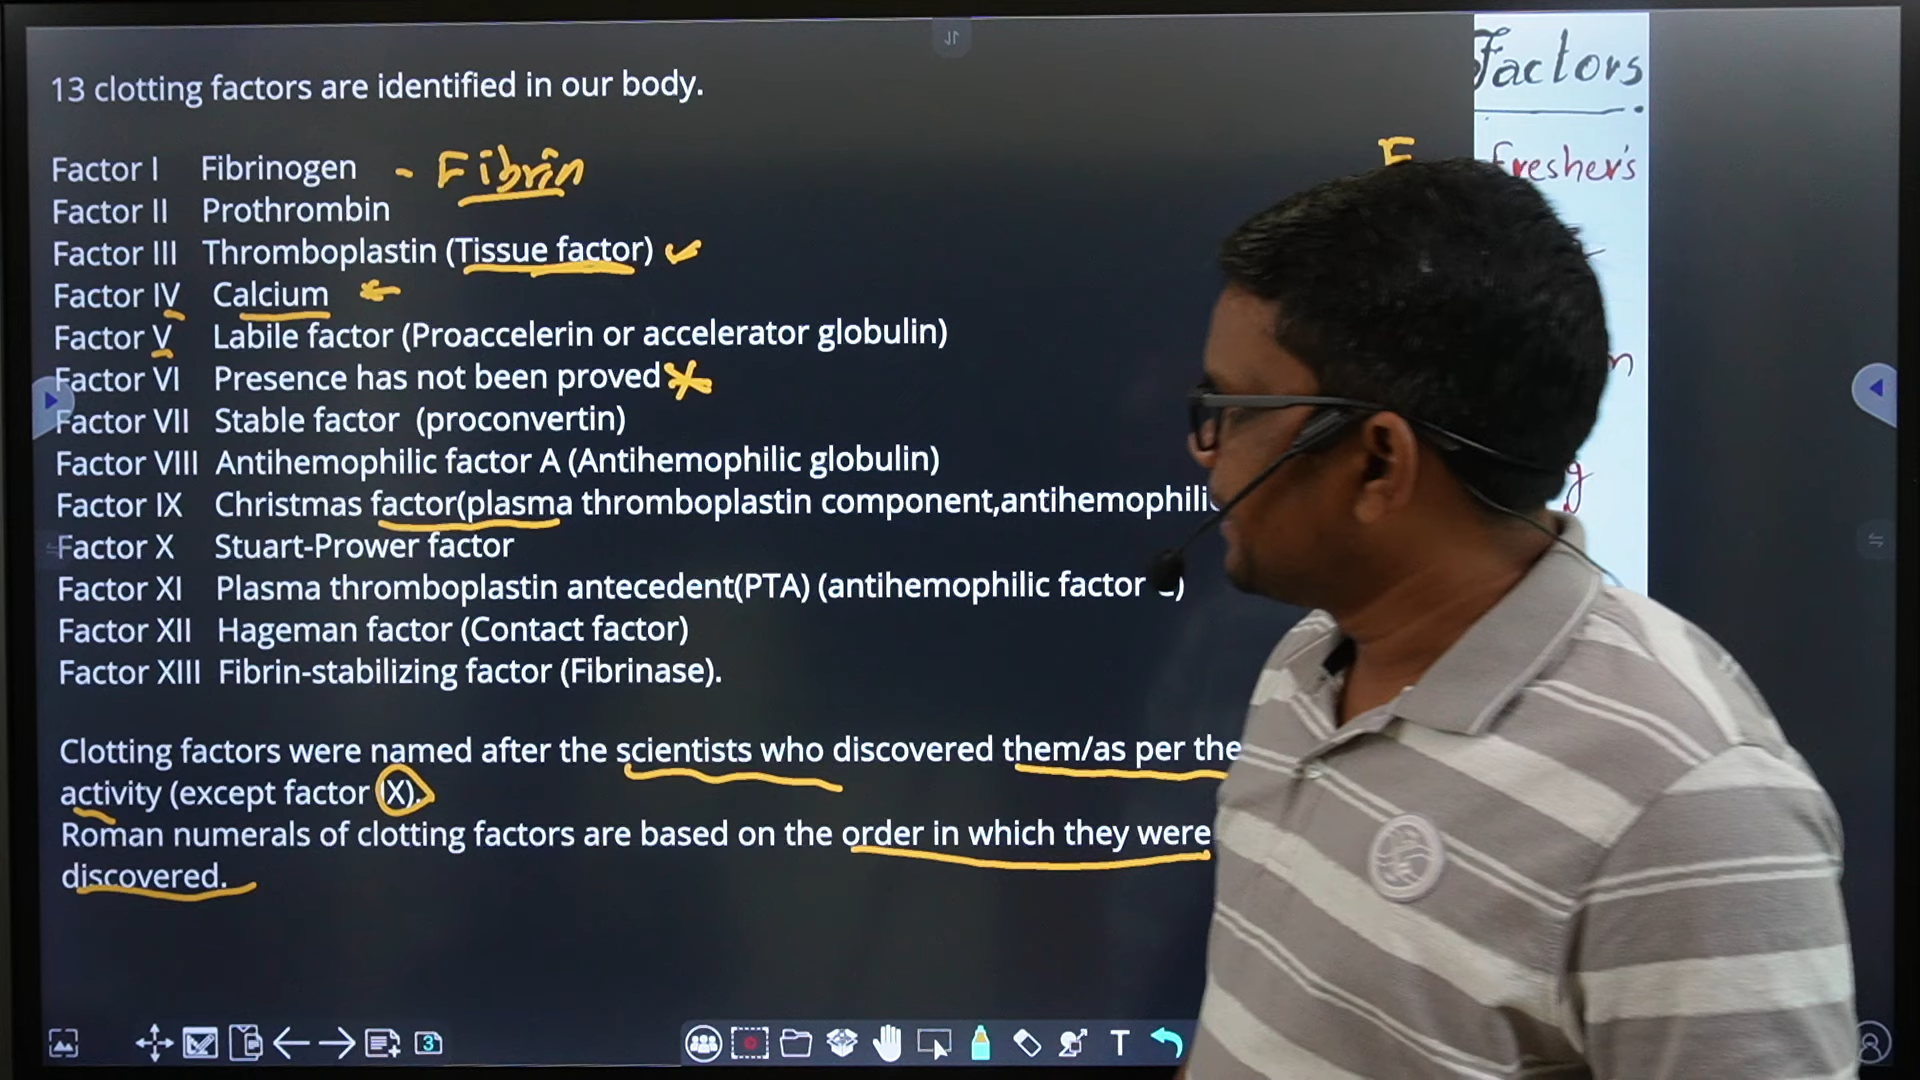 13 clotting factors are identified in our body.
Factor I Fibrinogen - Fibrin
Factor II Prothrombin
Factor III Thromboplastin (Tissue factor)
Factor IV Calcium
Factor V Labile factor (Proaccelerin or accelerator globulin)
Factor VI Presence has not been proved
Factor VII Stable factor (proconvertin)
Factor VIII Antihemophilic factor A (Antihemophilic globulin)
Factor IX Christmas factor(plasma thromboplastin component,
Factor X Stuart-Prower factor
Factor XI Plasma thromboplastin antecedent(PTA) (antihemophilic factor
Factor XII Hageman factor (Contact factor)
Factor XIII Fibrin-stabilizing factor (Fibrinase).
Clotting factors were named after the scientists who discovered them/as per the
activity (except factor IX).
Roman numerals of clotting factors are based on the order in which they were
discovered.
Factors
Fresher's
F
3
T